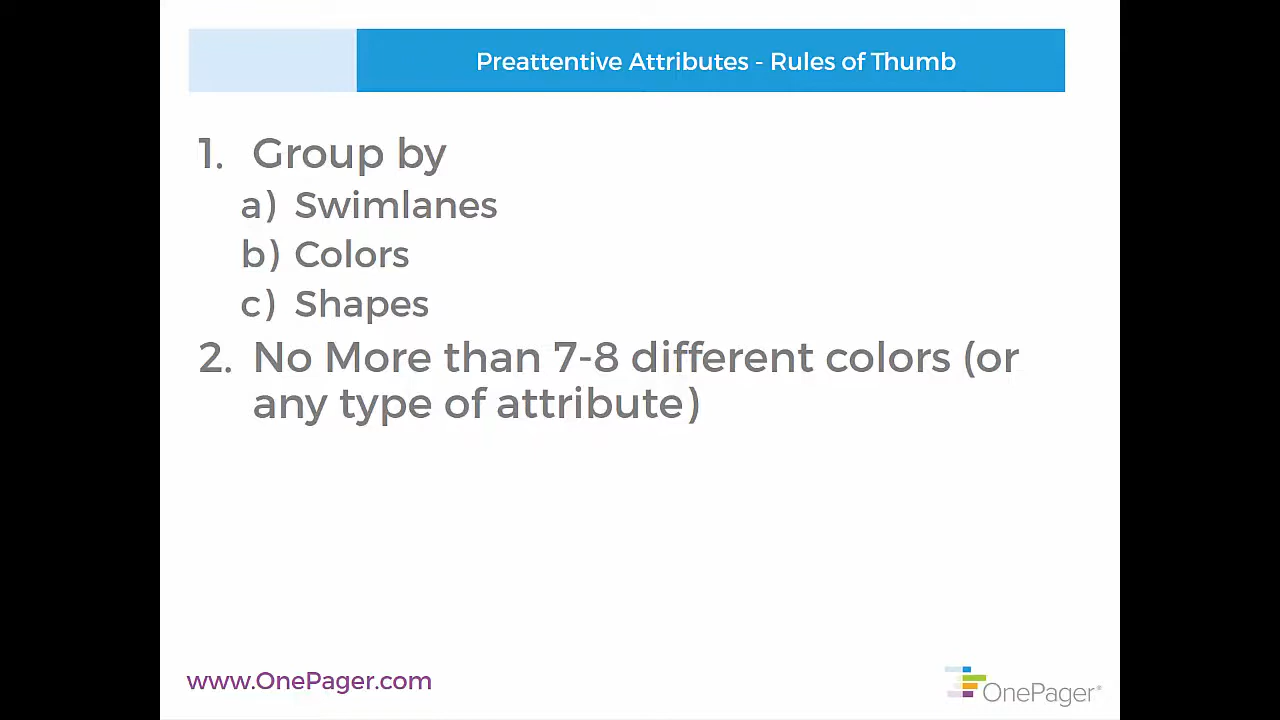 Preattentive Attributes - Rules of Thumb
1. Group by
a) Swimlanes
b) Colors
c) Shapes
2. No More than 7-8 different colors (or
any type of attribute)
www.OnePager.com
OnePager®